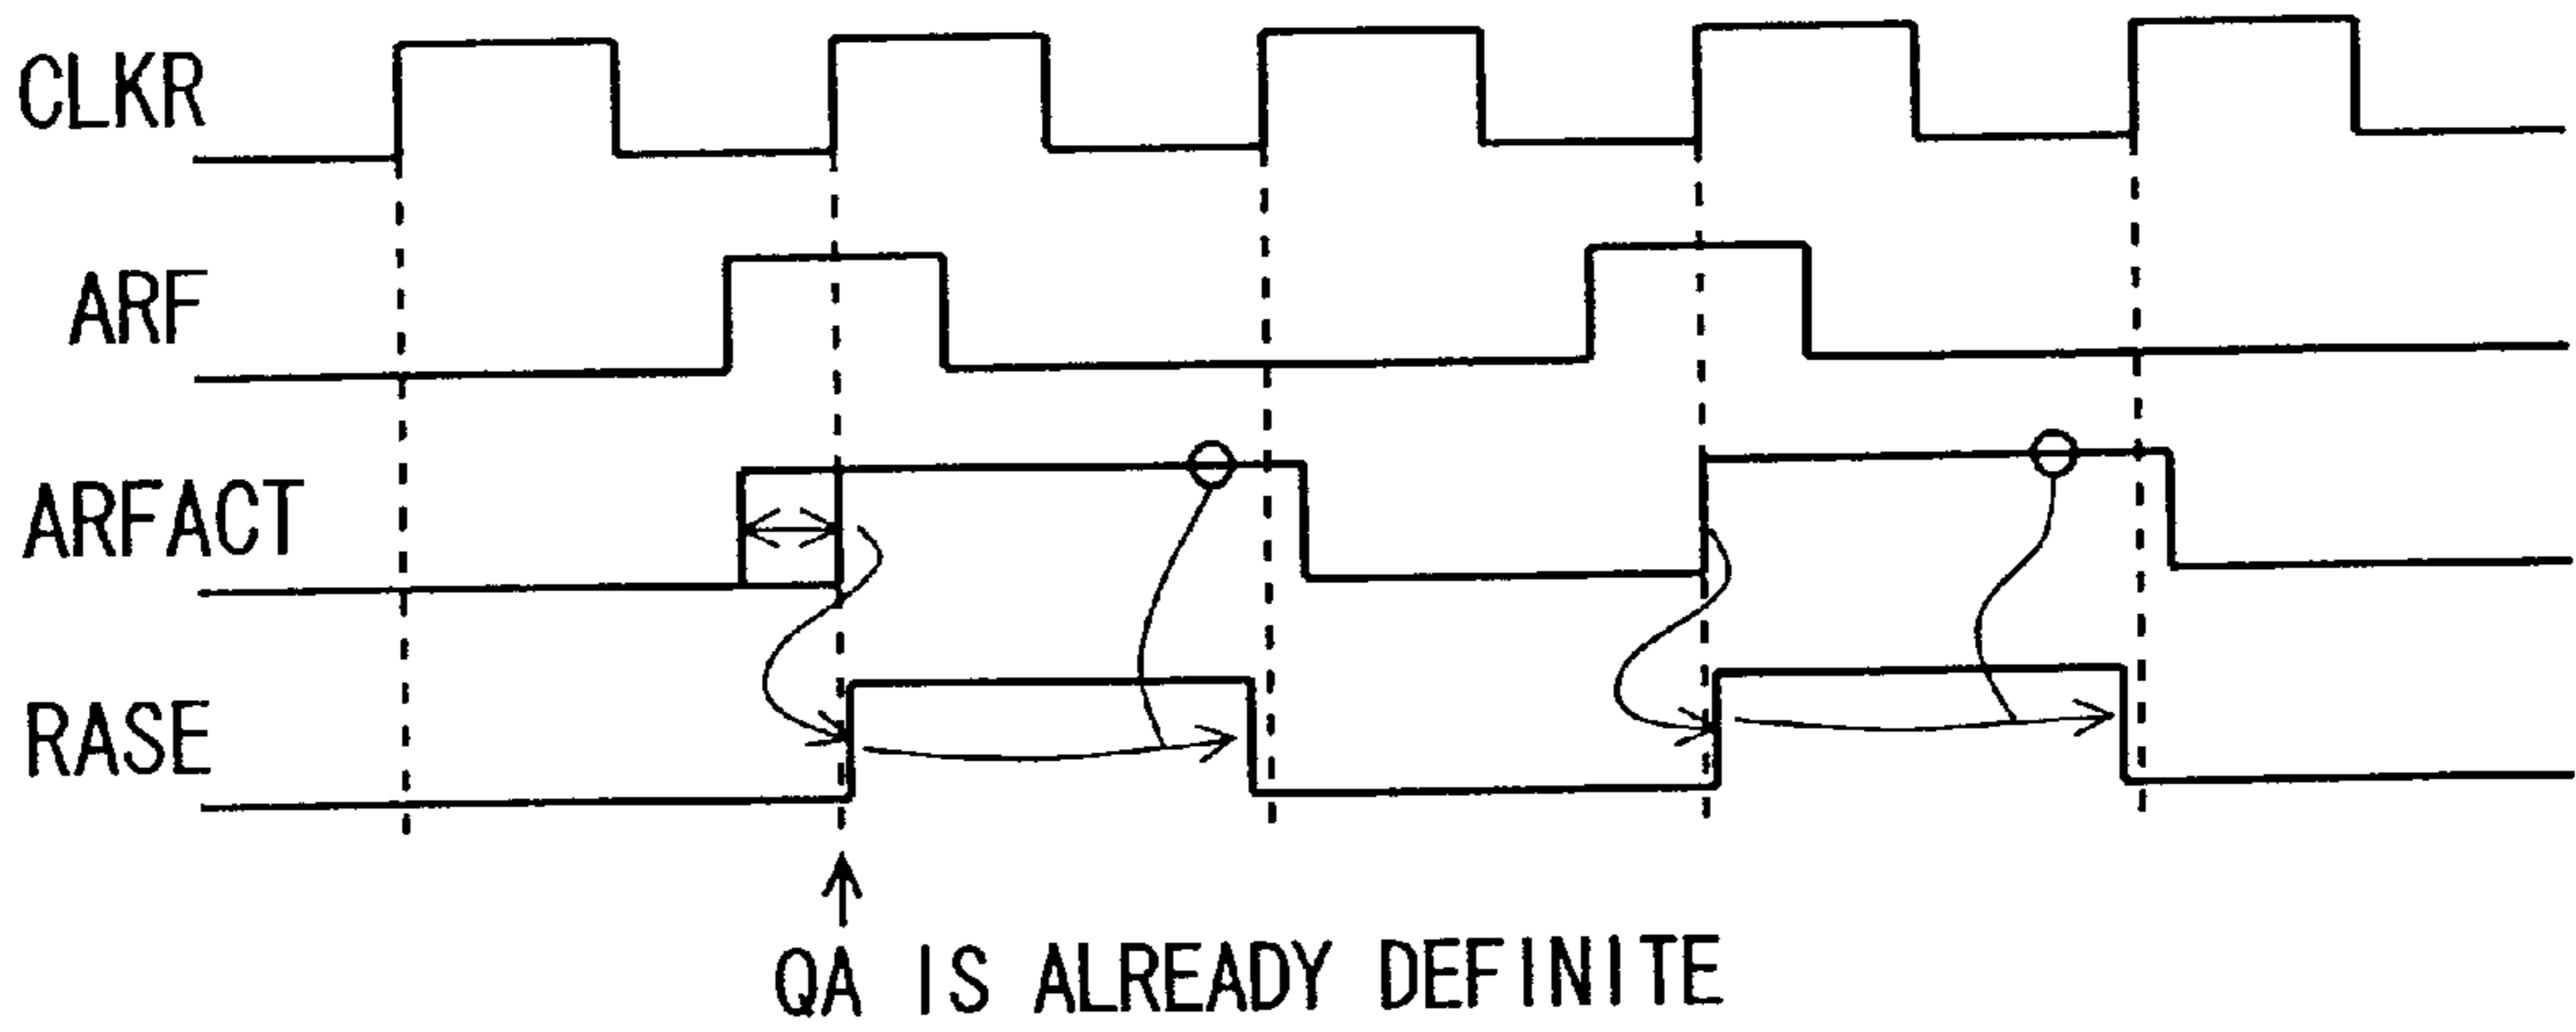 CLKR
ARF
ARFACT
RASE
QA IS ALREADY DEFINITE